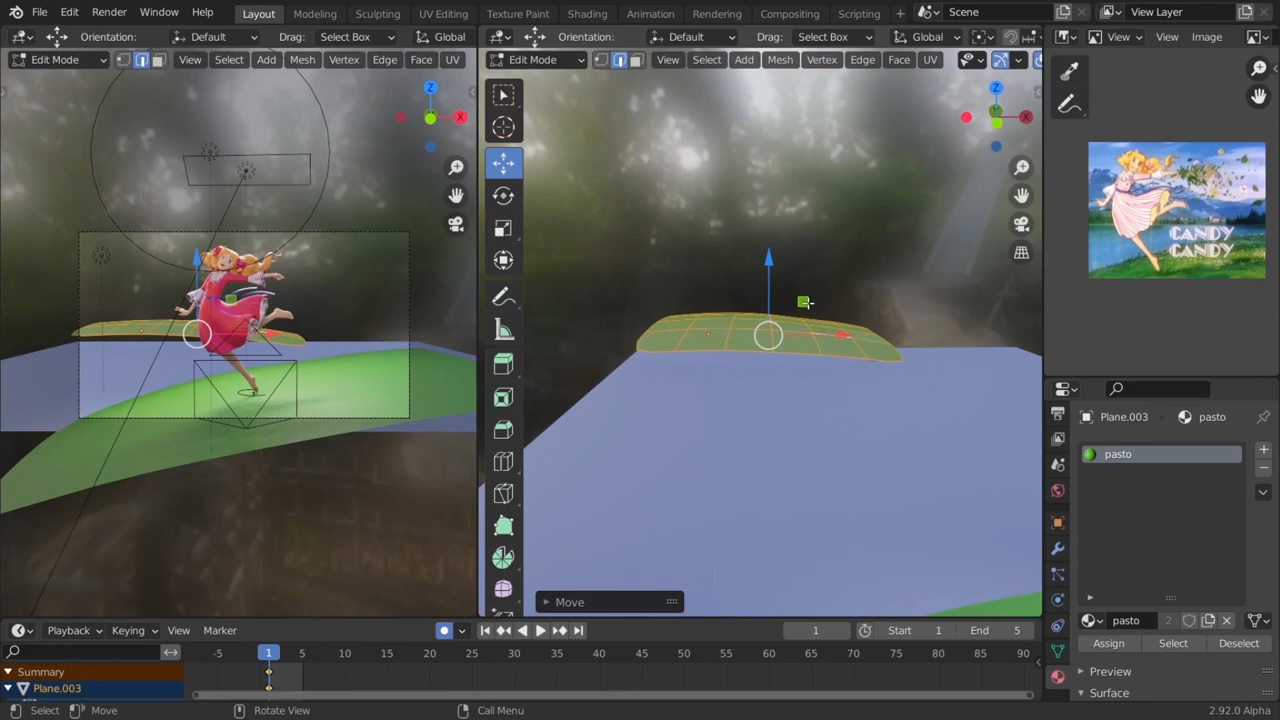 File Edit Render Window Help Layout Modeling Sculpting UV Editing Texture Paint Shading Animation Rendering Compositing Scripting + Scene View Layer
Orientation: Default Drag: Select Box Global
Orientation: Default Drag: Select Box Global
View Image
Edit Mode View Select Add Mesh Vertex Edge Face UV
Edit Mode View Select Add Mesh Vertex Edge Face UV
Z
X
Z
CANDY
CANDY
Plane.003 pasto
pasto
Move
pasto 2
Assign Select Deselect
Preview
Surface
Playback Keying View Marker
1 Start 1 End 5
-5 1 5 10 15 20 25 30 35 40 45 50 55 60 65 70 75 80 85 90
Summary
Plane.003
Select Move Rotate View Call Menu 2.92.0 Alpha